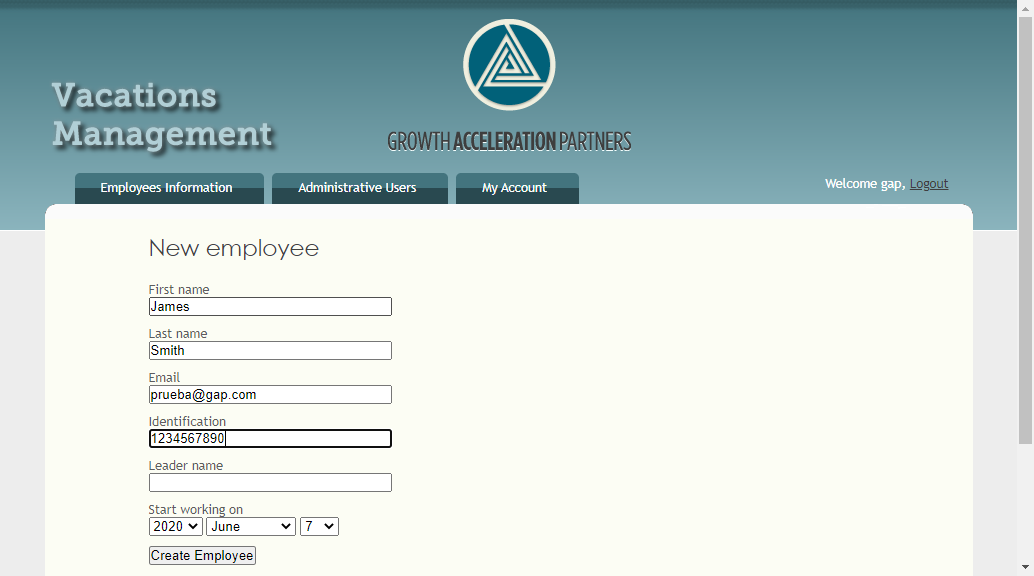 Vacations
Management
GROWTH ACCELERATION PARTNERS
Employees Information Administrative Users My Account Welcome gap, Logout
New employee
First name
James
Last name
Smith
Email
prueba@gap.com
Identification
1234567890
Leader name
Start working on
2020 June 7
Create Employee